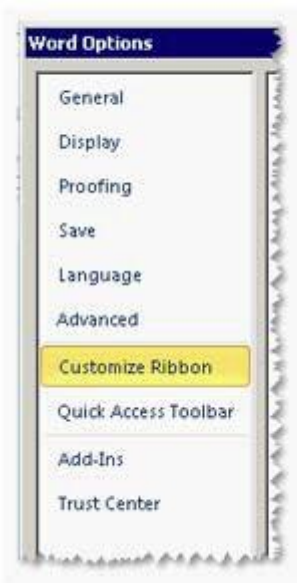 Word Options
General
Display
Proofing
Save
Language
Advanced
Customize Ribbon
Quick Access Toolbar
Add-Ins
Trust Center